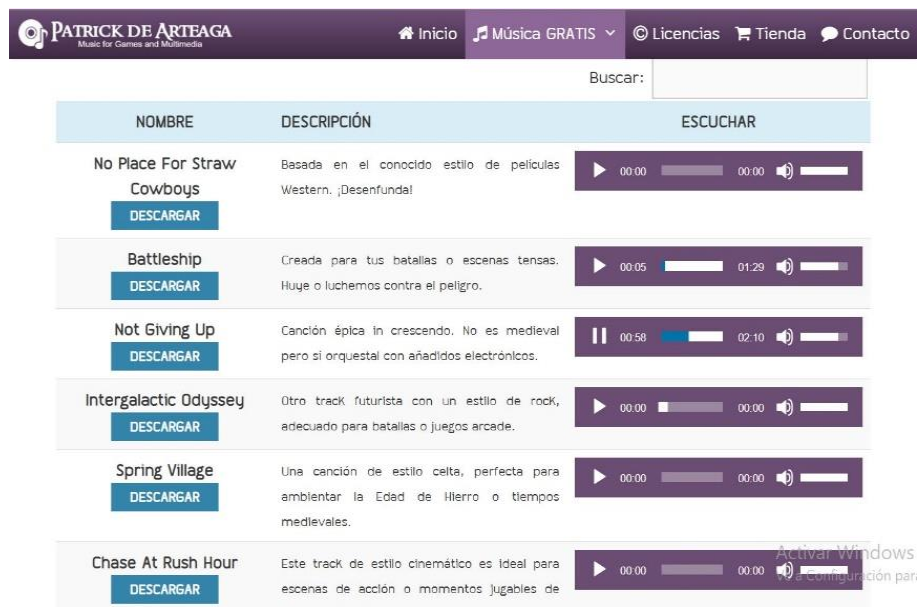 PATRICK DE ARTEAGA
Music for Games and Multimedia
Inicio
Música GRATIS
© Licencias
Tienda
Contacto
Buscar:
NOMBRE DESCRIPCIÓN ESCUCHAR
No Place For Straw
Cowboys
DESCARGAR
Basada en el conocido estilo de películas
Western. ¡Desenfunda!
00:00 00:00
Battleship
DESCARGAR
Creada para tus batallas o escenas tensas.
Huye o luchemos contra el peligro.
00:05 01:29
Not Giving Up
DESCARGAR
Canción épica in crescendo. No es medieval
pero sí orquestal con añadidos electrónicos.
00:58 02:10
Intergalactic Odyssey
DESCARGAR
Otro track futurista con un estilo de rock,
adecuado para batallas o juegos arcade.
00:00 00:00
Spring Village
DESCARGAR
Una canción de estilo celta, perfecta para
ambientar la Edad de Hierro o tiempos
medievales.
00:00 00:00
Chase At Rush Hour
DESCARGAR
Este track de estilo cinemático es ideal para
escenas de acción o momentos jugables de
00:00 00:00
Activar Windows
Ve a Configuración para